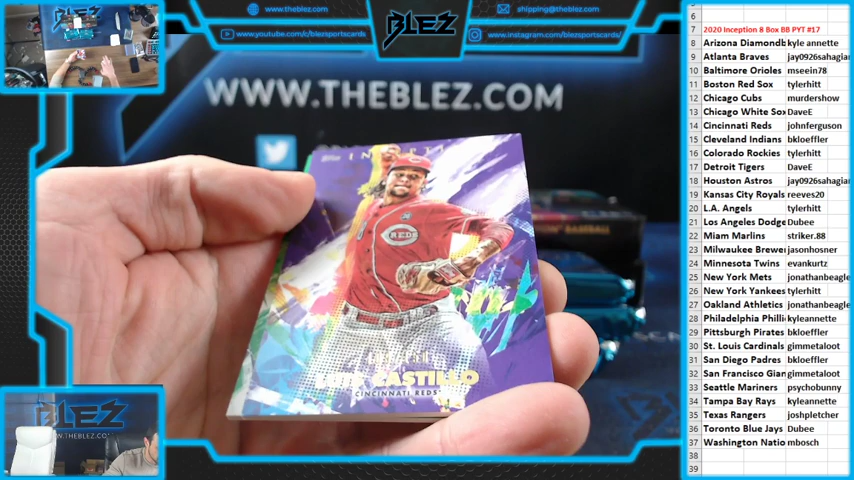 www.theblez.com
www.youtube.com/c/blezsportscards
BLEZ
shipping@theblez.com
www.instagram.com/blezsportscards
WWW.THEBLEZ.COM
INCEPTI
REDS
LUIS CASTILLO
CINCINNATI REDS
BASEBALL
BLEZ
WWW.THEBLEZ.COM
6
7 2020 Inception 8 Box BB PYT #17
8 Arizona Diamondb kyle annette
9 Atlanta Braves jay0926sahagian
10 Baltimore Orioles mseein78
11 Boston Red Sox tylerhitt
12 Chicago Cubs murdershow
13 Chicago White Sox DaveE
14 Cincinnati Reds johnferguson
15 Cleveland Indians bkloeffler
16 Colorado Rockies tylerhitt
17 Detroit Tigers DaveE
18 Houston Astros jay0926sahagian
19 Kansas City Royals reeves20
20 L.A. Angels tylerhitt
21 Los Angeles Dodge Dubee
22 Miam Marlins striker.88
23 Milwaukee Brewe jasonhosner
24 Minnesota Twins evankurtz
25 New York Mets jonathanbeagle
26 New York Yankees tylerhitt
27 Oakland Athletics jonathanbeagle
28 Philadelphia Philli kyleannette
29 Pittsburgh Pirates bkloeffler
30 St. Louis Cardinals gimmetaloot
31 San Diego Padres bkloeffler
32 San Francisco Gian gimmetaloot
33 Seattle Mariners psychobunny
34 Tampa Bay Rays kyleannette
35 Texas Rangers joshpletcher
36 Toronto Blue Jays Dubee
37 Washington Natio mbosch
38
39